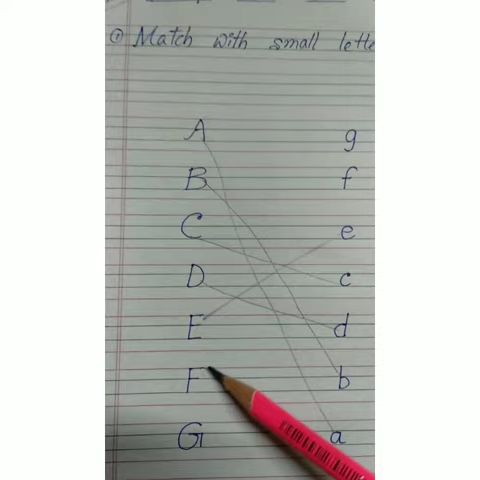 ① Match with small lette
A g
B f
C e
D c
E d
F b
G a